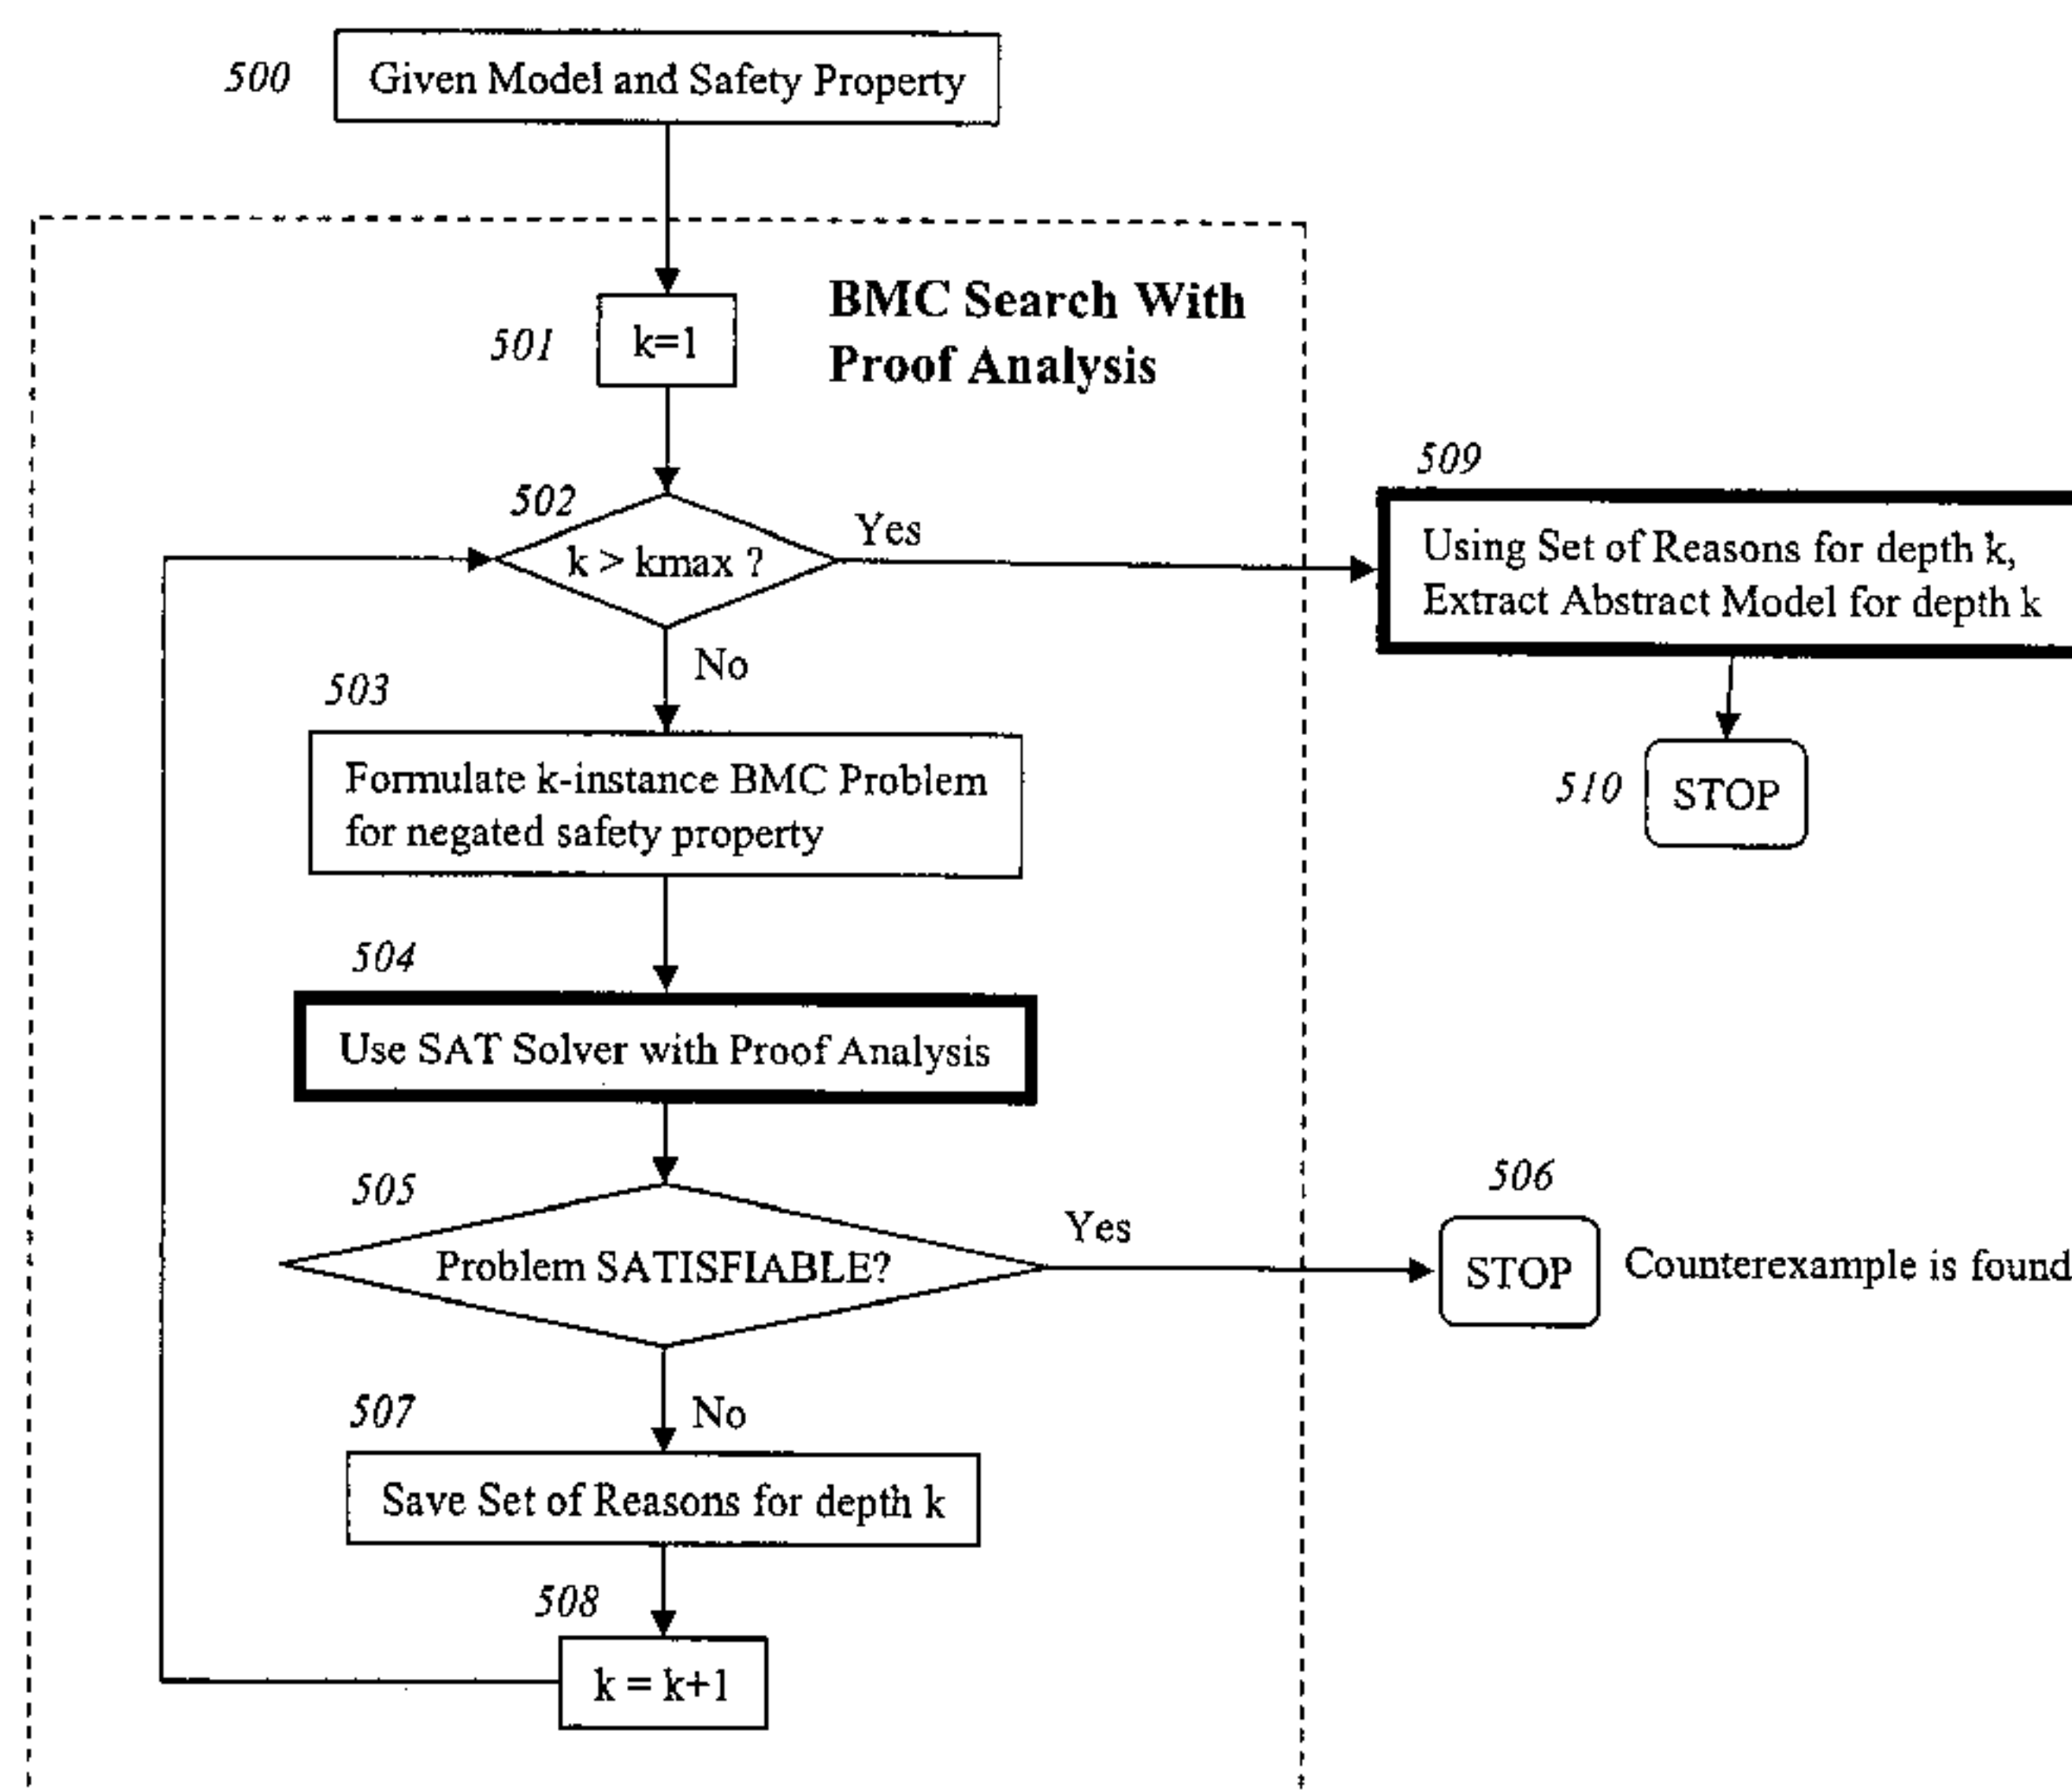 500
Given Model and Safety Property
BMC Search With
Proof Analysis
501
k=1
502
k > kmax ?
Yes
No
509
Using Set of Reasons for depth k,
Extract Abstract Model for depth k
510
STOP
503
Formulate k-instance BMC Problem
for negated safety property
504
Use SAT Solver with Proof Analysis
505
Problem SATISFIABLE?
Yes
No
506
STOP
Counterexample is found
507
Save Set of Reasons for depth k
508
k = k+1